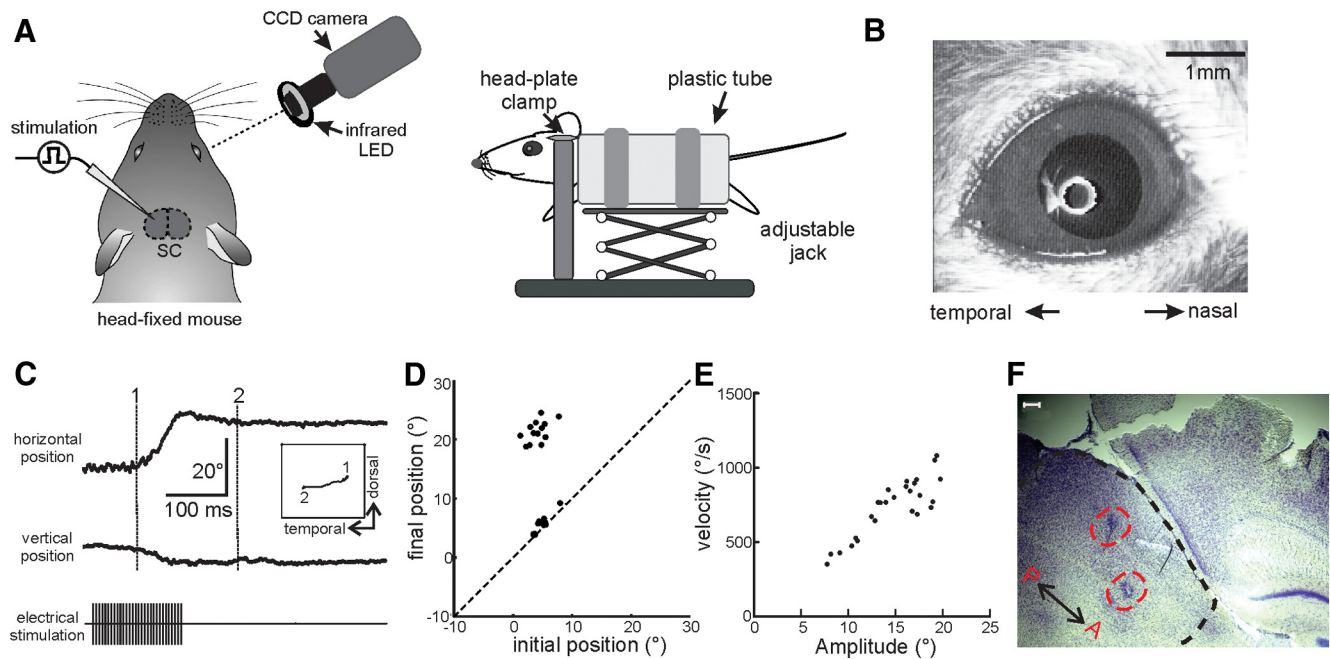 A
CCD camera
stimulation
infrared
LED
SC
head-fixed mouse
head-plate
clamp
plastic tube
adjustable
jack
B
1mm
temporal
nasal
C
1
2
horizontal
position
20°
100 ms
1
2
dorsal
temporal
vertical
position
electrical
stimulation
D
final position (°)
30
20
10
0
-10
-10
0
10
20
30
initial position (°)
E
velocity (°/s)
1500
1000
500
0
0
5
10
15
20
25
Amplitude (°)
F
P
A